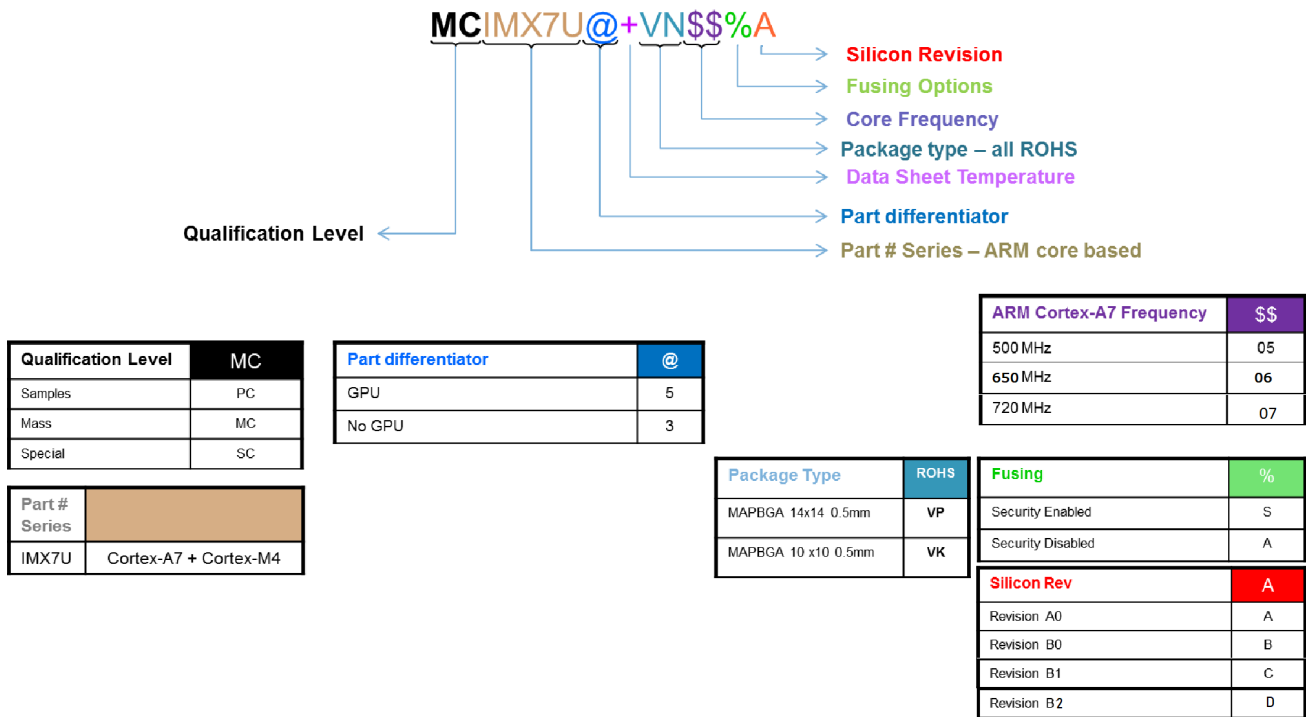 MCIMX7U@+VN$$%A
Silicon Revision
Fusing Options
Core Frequency
Package type – all ROHS
Data Sheet Temperature
Part differentiator
Qualification Level
Part # Series – ARM core based
ARM Cortex-A7 Frequency $$
500 MHz 05
650 MHz 06
720 MHz 07
Qualification Level MC
Samples PC
Mass MC
Special SC
Part differentiator @
GPU 5
No GPU 3
Part #
Series
IMX7U Cortex-A7 + Cortex-M4
Package Type ROHS
MAPBGA 14x14 0.5mm VP
MAPBGA 10 x10 0.5mm VK
Fusing %
Security Enabled S
Security Disabled A
Silicon Rev A
Revision A0 A
Revision B0 B
Revision B1 C
Revision B2 D